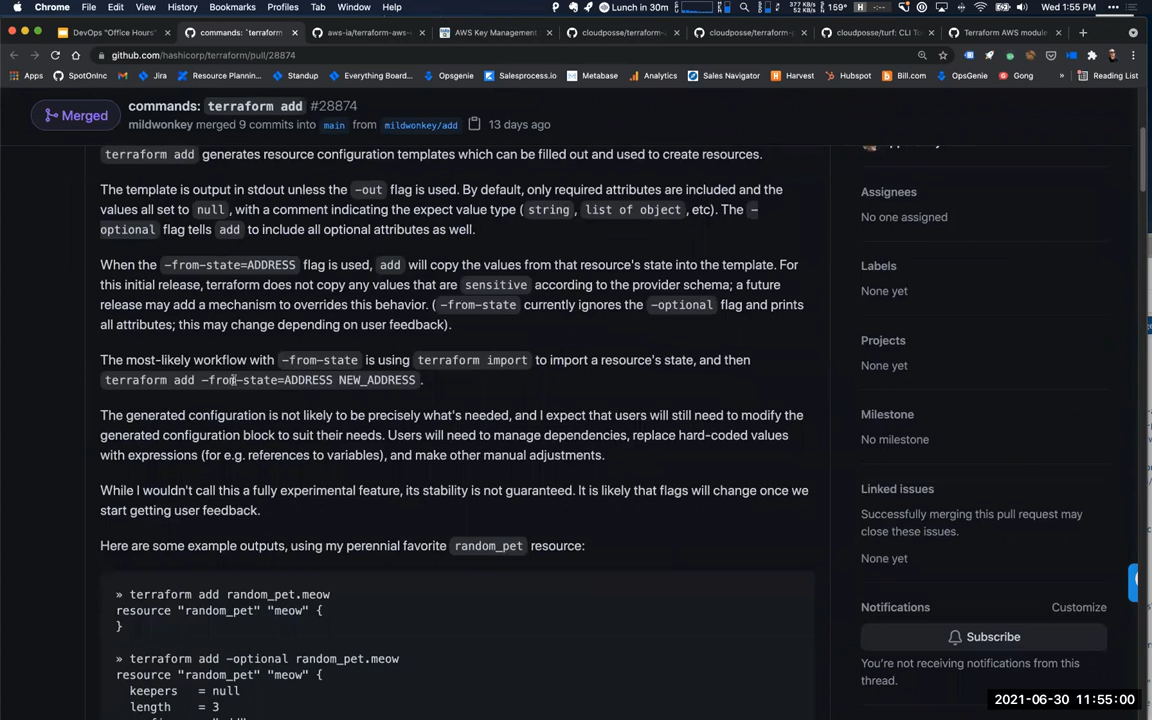 Chrome File Edit View History Bookmarks Profiles Tab Window Help Lunch in 30m 377 KB 52 KB 159° Wed 1:55 PM
DevOps "Office Hours" commands: `terraform aws-ia/terraform-aws- AWS Key Management cloudposse/terraform- cloudposse/terraform-p cloudposse/turf: CLI To Terraform AWS module
github.com/hashicorp/terraform/pull/28874
Apps SpotOnInc Jira Resource Planning... Standup Everything Board... Opsgenie Salesprocess.io Metabase Analytics Sales Navigator Harvest Hubspot Bill.com OpsGenie Gong » Reading List
Merged
commands: terraform add #28874
mildwonkey merged 9 commits into main from mildwonkey/add 13 days ago
terraform add generates resource configuration templates which can be filled out and used to create resources.
The template is output in stdout unless the -out flag is used. By default, only required attributes are included and the
values all set to null, with a comment indicating the expect value type ( string, list of object, etc). The -
optional flag tells add to include all optional attributes as well.
When the -from-state=ADDRESS flag is used, add will copy the values from that resource's state into the template. For
this initial release, terraform does not copy any values that are sensitive according to the provider schema; a future
release may add a mechanism to overrides this behavior. ( -from-state currently ignores the -optional flag and prints
all attributes; this may change depending on user feedback).
The most-likely workflow with -from-state is using terraform import to import a resource's state, and then
terraform add -from-state=ADDRESS NEW_ADDRESS.
The generated configuration is not likely to be precisely what's needed, and I expect that users will still need to modify the
generated configuration block to suit their needs. Users will need to manage dependencies, replace hard-coded values
with expressions (for e.g. references to variables), and make other manual adjustments.
While I wouldn't call this a fully experimental feature, its stability is not guaranteed. It is likely that flags will change once we
start getting user feedback.
Here are some example outputs, using my perennial favorite random_pet resource:
» terraform add random_pet.meow
resource "random_pet" "meow" {
}
» terraform add -optional random_pet.meow
resource "random_pet" "meow" {
keepers = null
length = 3
Assignees
No one assigned
Labels
None yet
Projects
None yet
Milestone
No milestone
Linked issues
Successfully merging this pull request may
close these issues.
None yet
Notifications Customize
Subscribe
You're not receiving notifications from this
thread.
2021-06-30 11:55:00